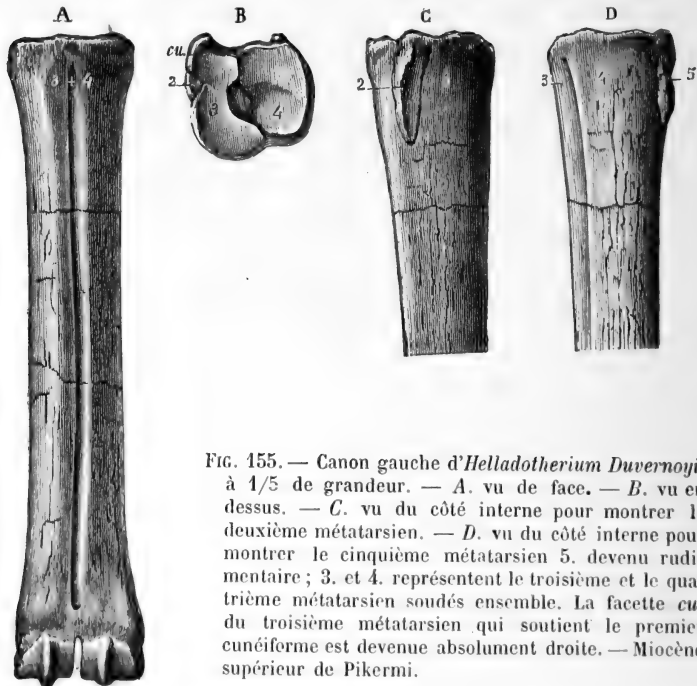 A B C D
cu.
3 + 4 2 3 4 2 3 4 5
FIG. 155. — Canon gauche d'Helladotherium Duvernoyi
à 1/5 de grandeur. — A. vu de face. — B. vu en
dessus. — C. vu du côté interne pour montrer l
deuxième métatarsien. — D. vu du côté interne pou
montrer le cinquième métatarsien 5. devenu rudi
mentaire ; 3. et 4. représentent le troisième et le qua
trième métatarsien soudés ensemble. La facette cu
du troisième métatarsien qui soutient le premie
cunéiforme est devenue absolument droite. — Miocène
supérieur de Pikermi.